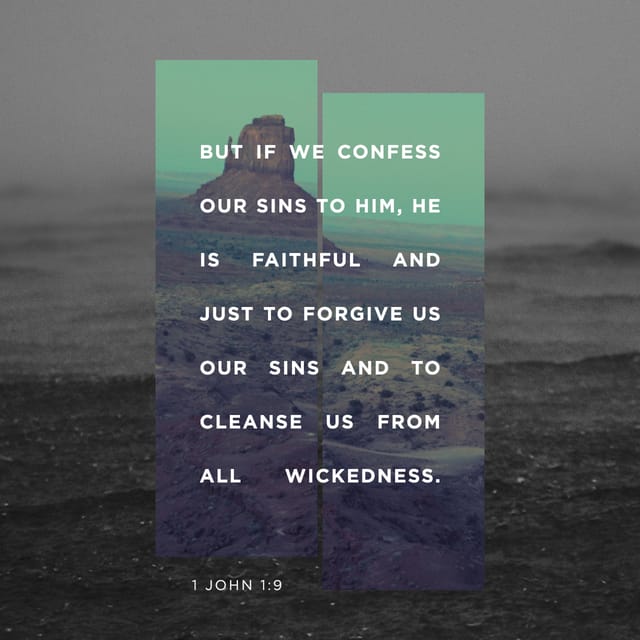 BUT IF WE CONFESS
OUR SINS TO HIM, HE
IS FAITHFUL AND
JUST TO FORGIVE US
OUR SINS AND TO
CLEANSE US FROM
ALL WICKEDNESS.
1 JOHN 1:9